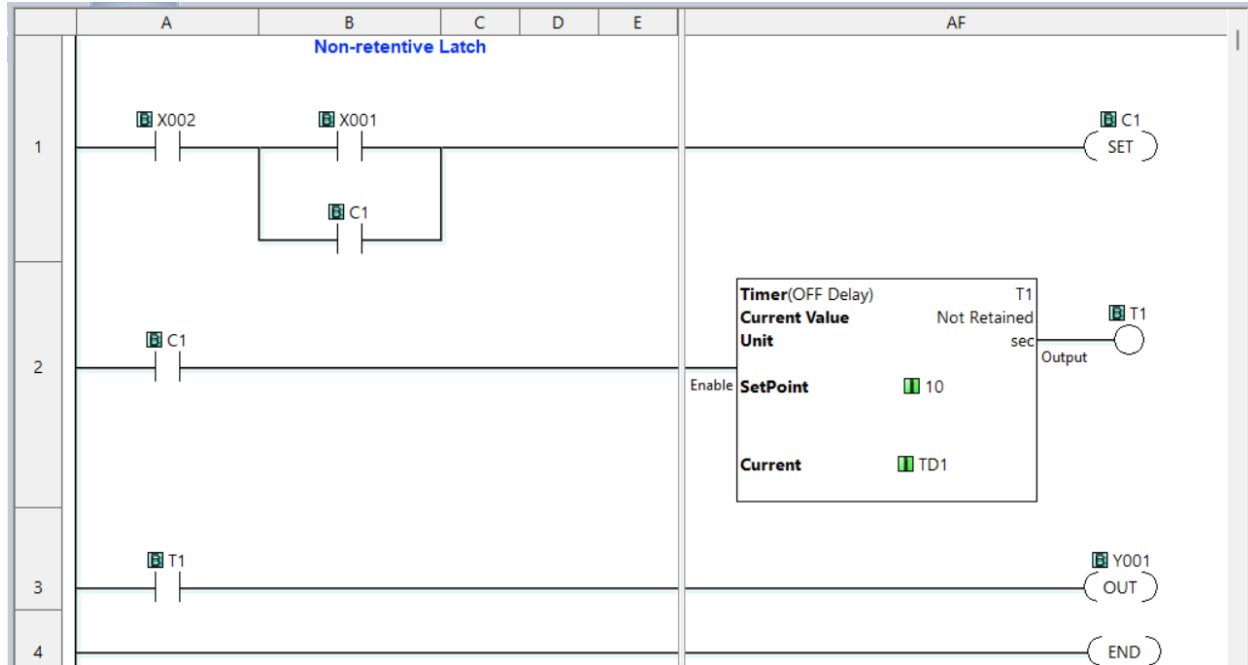 A B C D E AF
Non-retentive Latch
X002 X001 C1
1 SET
C1
Timer(OFF Delay) T1
Current Value Not Retained T1
C1 Unit sec
Output
2
Enable SetPoint 10
Current TD1
T1 Y001
3 OUT
4 END